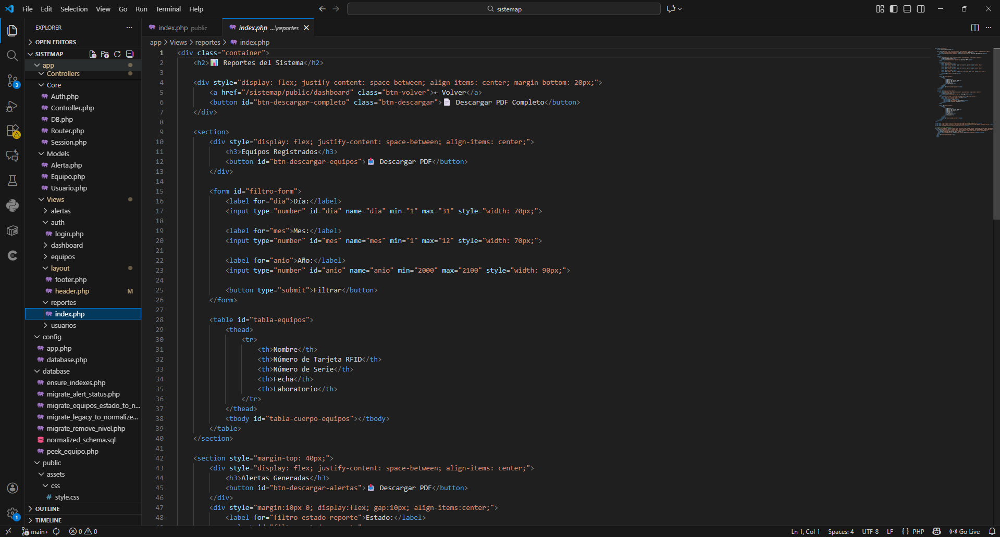 File Edit Selection View Go Run Terminal Help
sistemap
EXPLORER
OPEN EDITORS
SISTEMAP
app
Controllers
Core
Auth.php
Controller.php
DB.php
Router.php
Session.php
Models
Alerta.php
Equipo.php
Usuario.php
Views
alertas
auth
login.php
dashboard
equipos
layout
footer.php
header.php M
reportes
index.php
usuarios
config
app.php
database.php
database
ensure_indexes.php
migrate_alert_status.php
migrate_equipos_estado_to_n...
migrate_legacy_to_normalize...
migrate_remove_nivel.php
normalized_schema.sql
peek_equipo.php
public
assets
css
# style.css
OUTLINE
TIMELINE
3
1
index.php public
index.php ...\reportes
app > Views > reportes > index.php
1 <div class="container">
2 <h2>📊 Reportes del Sistema</h2>
3
4 <div style="display: flex; justify-content: space-between; align-items: center; margin-bottom: 20px;">
5 <a href="/sistemap/public/dashboard" class="btn-volver">← Volver</a>
6 <button id="btn-descargar-completo" class="btn-descargar">📄 Descargar PDF Completo</button>
7 </div>
8
9 <section>
10 <div style="display: flex; justify-content: space-between; align-items: center;">
11 <h3>Equipos Registrados</h3>
12 <button id="btn-descargar-equipos">📥 Descargar PDF</button>
13 </div>
14
15 <form id="filtro-form">
16 <label for="dia">Día:</label>
17 <input type="number" id="dia" name="dia" min="1" max="31" style="width: 70px;">
18
19 <label for="mes">Mes:</label>
20 <input type="number" id="mes" name="mes" min="1" max="12" style="width: 70px;">
21
22 <label for="anio">Año:</label>
23 <input type="number" id="anio" name="anio" min="2000" max="2100" style="width: 90px;">
24
25 <button type="submit">Filtrar</button>
26 </form>
27
28 <table id="tabla-equipos">
29 <thead>
30 <tr>
31 <th>Nombre</th>
32 <th>Número de Tarjeta RFID</th>
33 <th>Número de Serie</th>
34 <th>Fecha</th>
35 <th>Laboratorio</th>
36 </tr>
37 </thead>
38 <tbody id="tabla-cuerpo-equipos"></tbody>
39 </table>
40 </section>
41
42 <section style="margin-top: 40px;">
43 <div style="display: flex; justify-content: space-between; align-items: center;">
44 <h3>Alertas Generadas</h3>
45 <button id="btn-descargar-alertas">📥 Descargar PDF</button>
46 </div>
47 <div style="margin:10px 0; display:flex; gap:10px; align-items:center;">
48 <label for="filtro-estado-reporte">Estado:</label>
main+ 0 0
Ln 1, Col 1 Spaces: 4 UTF-8 LF { } PHP Go Live